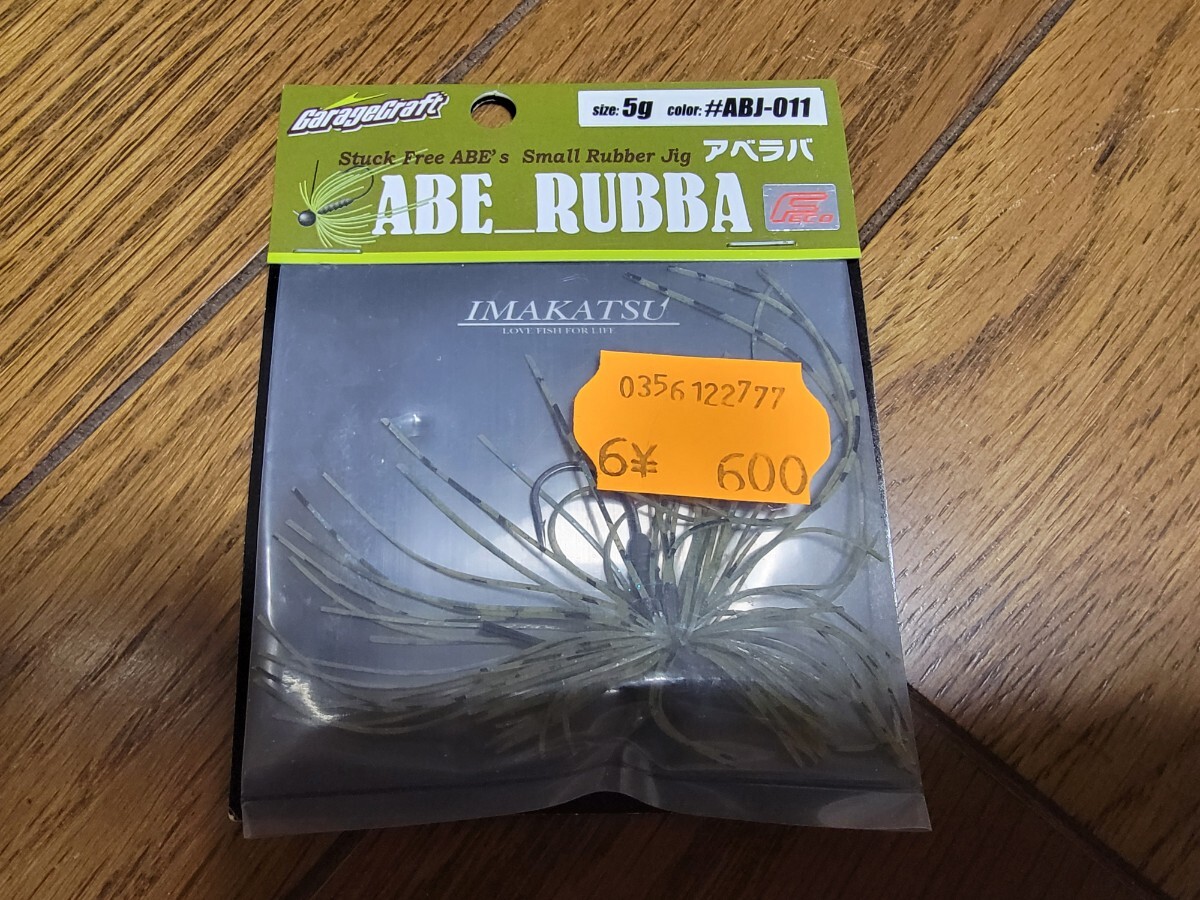 GarageCraft
size: 5g color: #ABJ-011
Stuck Free ABE's Small Rubber Jig アベラバ
ABE_RUBBA
Feco
IMAKATSU
LOVE FISH FOR LIFE
0356122777
6¥ 600